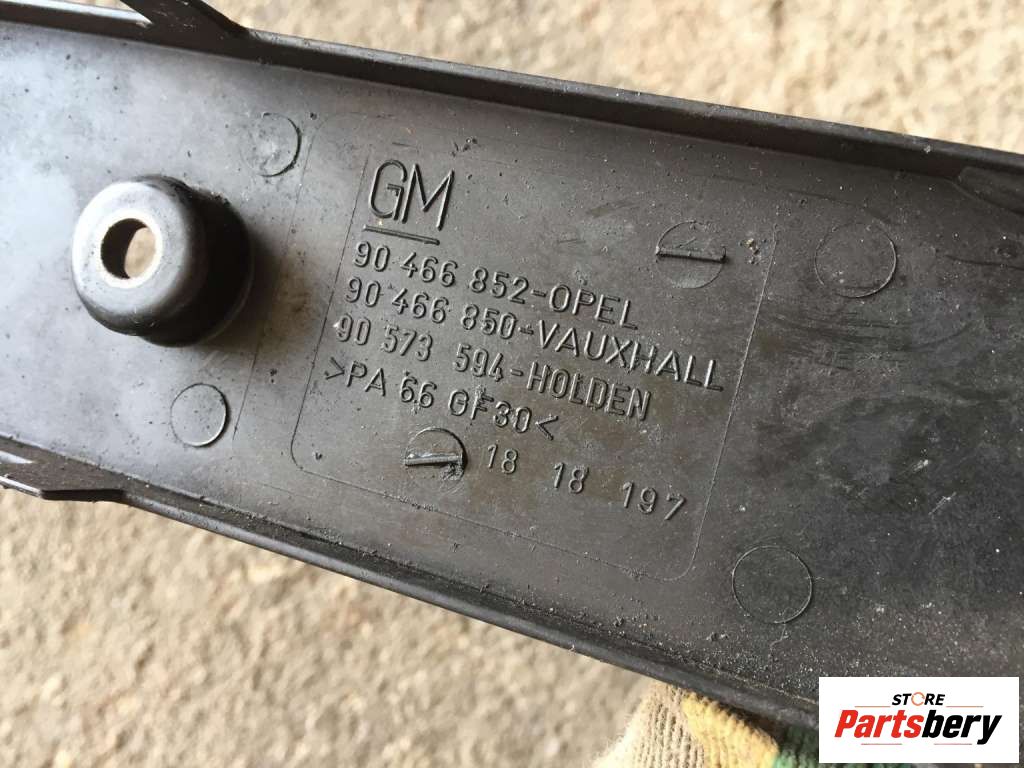 GM
90 466 852-OPEL
90 466 850-VAUXHALL
90 573 594-HOLDEN
>PA 66 GF30<
18 18 197
STORE
Partsbery